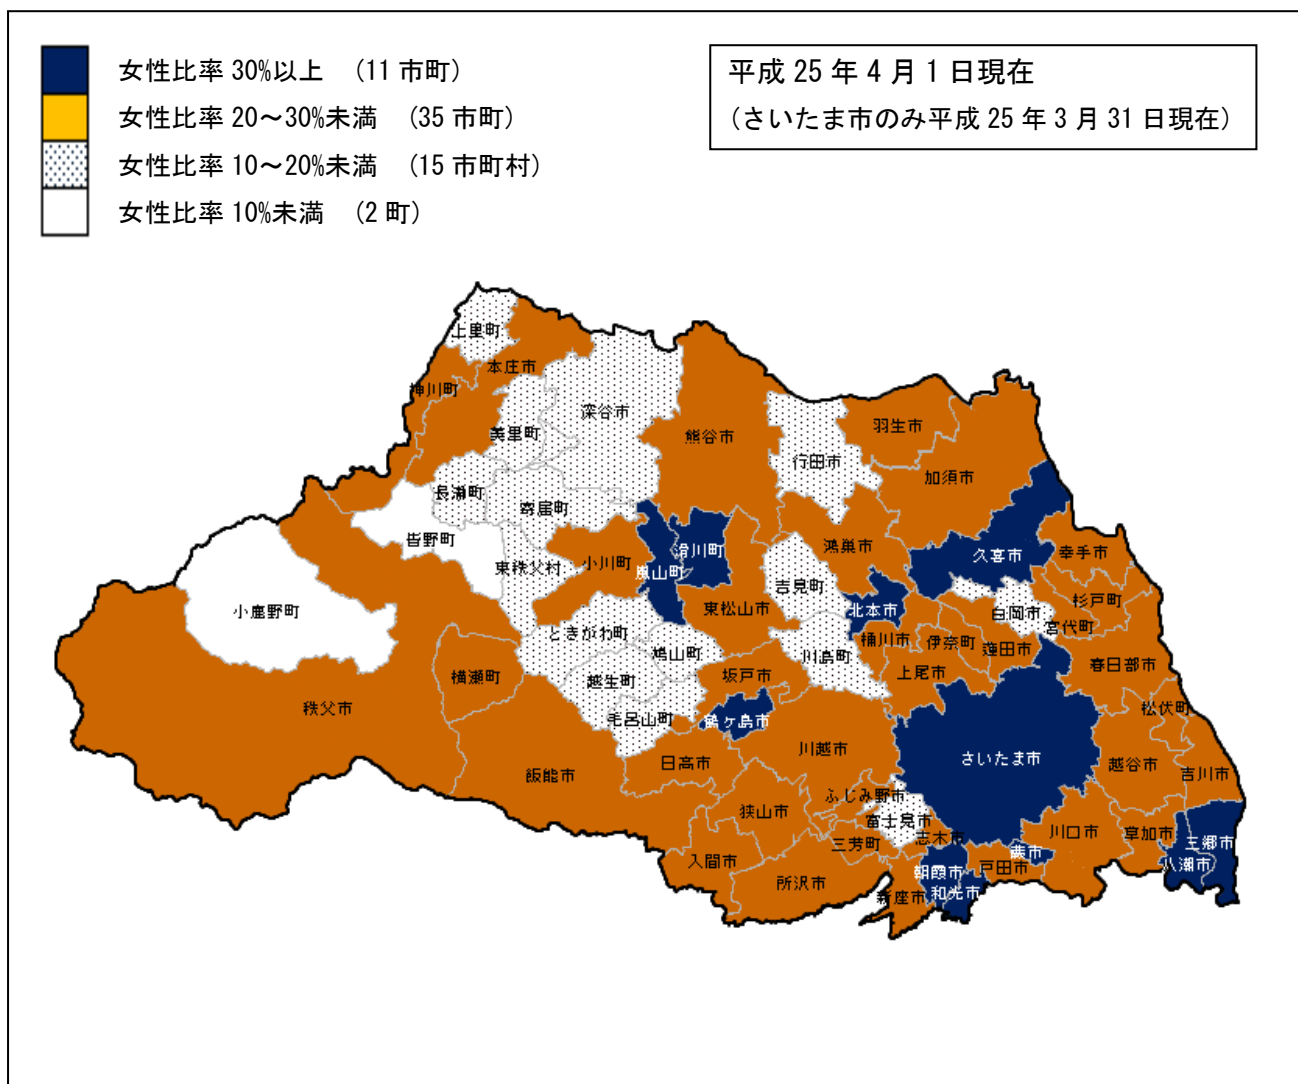 女性比率 30%以上 （11 市町）
女性比率 20～30%未満 （35 市町）
女性比率 10～20%未満 （15 市町村）
女性比率 10%未満 （2 町）
平成 25 年 4 月 1 日現在
（さいたま市のみ平成 25 年 3 月 31 日現在）
上里町
本庄市
神川町
深谷市
美里町
熊谷市
羽生市
行田市
加須市
長瀞町
寄居町
皆野町
東秩父村
小川町
嵐山町
滑川町
鴻巣市
久喜市
幸手市
吉見町
小鹿野町
東松山市
北本市
白岡市
杉戸町
宮代町
ときがわ町
鳩山町
川島町
桶川市
伊奈町
蓮田市
春日部市
横瀬町
越生町
坂戸市
上尾市
秩父市
毛呂山町
鶴ヶ島市
松伏町
川越市
さいたま市
日高市
飯能市
越谷市
吉川市
ふじみ野市
狭山市
富士見市
三芳町
志木市
川口市
草加市
三郷市
蕨市
入間市
朝霞市
戸田市
八潮市
所沢市
新座市
和光市